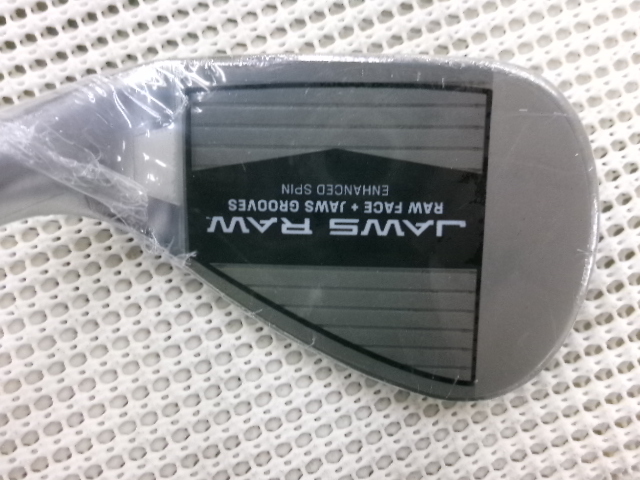 JAWS RAW
RAW FACE + JAWS GROOVES
ENHANCED SPIN